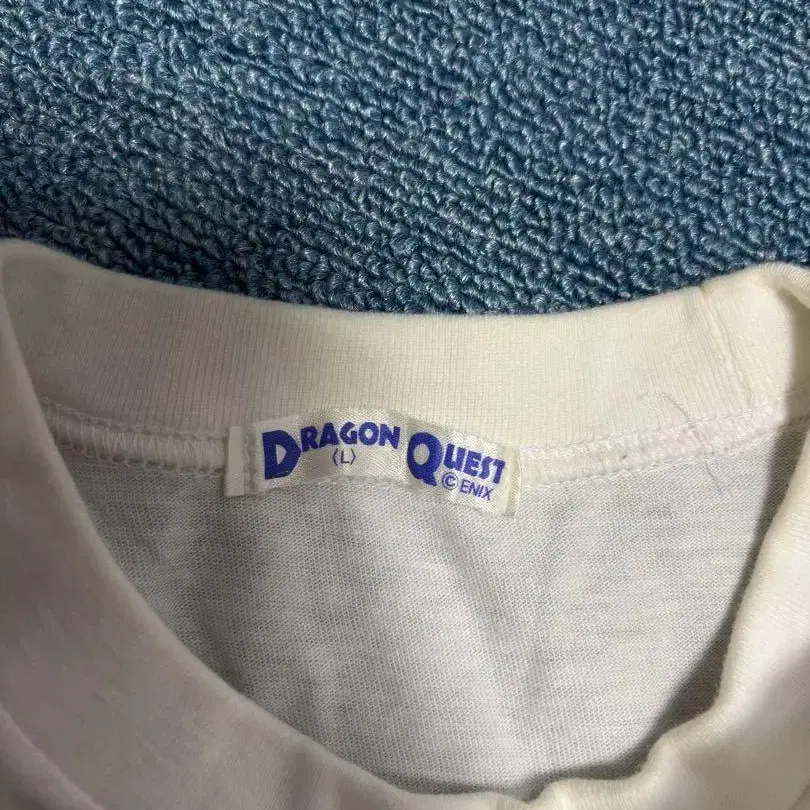 DRAGON QUEST
(L)
© ENIX